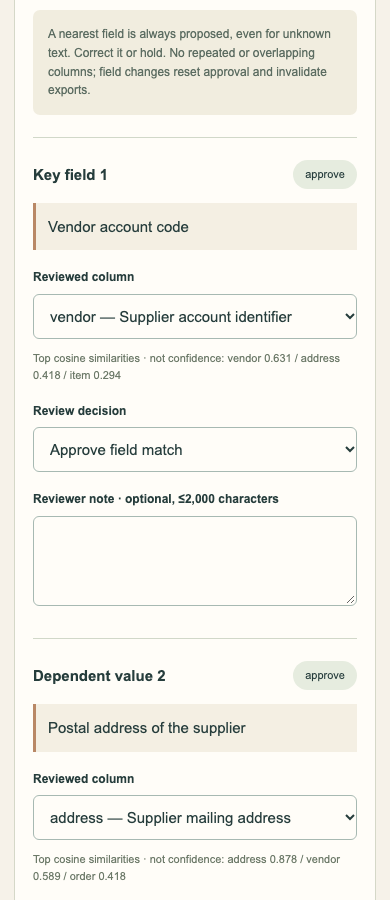 A nearest field is always proposed, even for unknown
text. Correct it or hold. No repeated or overlapping
columns; field changes reset approval and invalidate
exports.
Key field 1
approve
Vendor account code
Reviewed column
vendor — Supplier account identifier
Top cosine similarities · not confidence: vendor 0.631 / address
0.418 / item 0.294
Review decision
Approve field match
Reviewer note · optional, ≤2,000 characters
Dependent value 2
approve
Postal address of the supplier
Reviewed column
address — Supplier mailing address
Top cosine similarities · not confidence: address 0.878 / vendor
0.589 / order 0.418